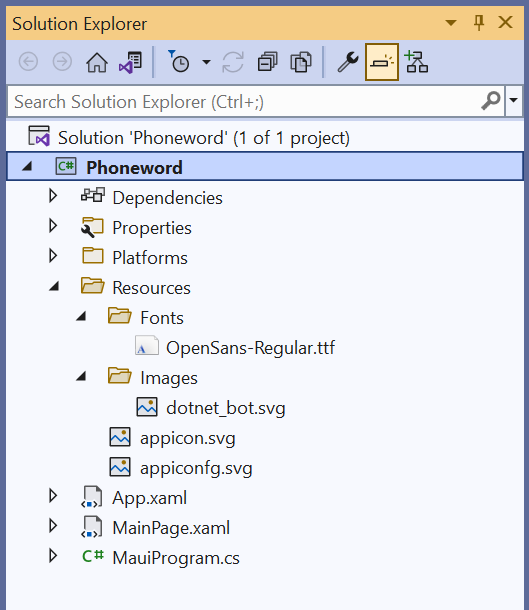 Solution Explorer
Search Solution Explorer (Ctrl+;)
Solution 'Phoneword' (1 of 1 project)
C# Phoneword
Dependencies
Properties
Platforms
Resources
Fonts
A OpenSans-Regular.ttf
Images
dotnet_bot.svg
appicon.svg
appiconfg.svg
App.xaml
MainPage.xaml
C# MauiProgram.cs